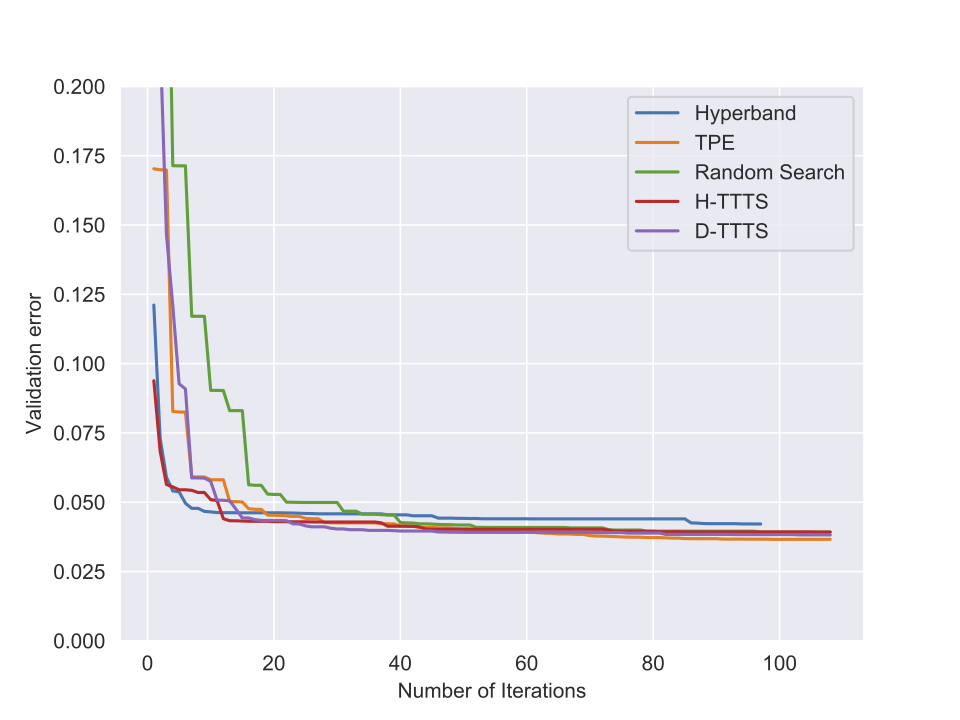 0.200
0.175
0.150
0.125
0.100
0.075
0.050
0.025
0.000
Validation error
Hyperband
TPE
Random Search
H-TTTS
D-TTTS
0 20 40 60 80 100
Number of Iterations